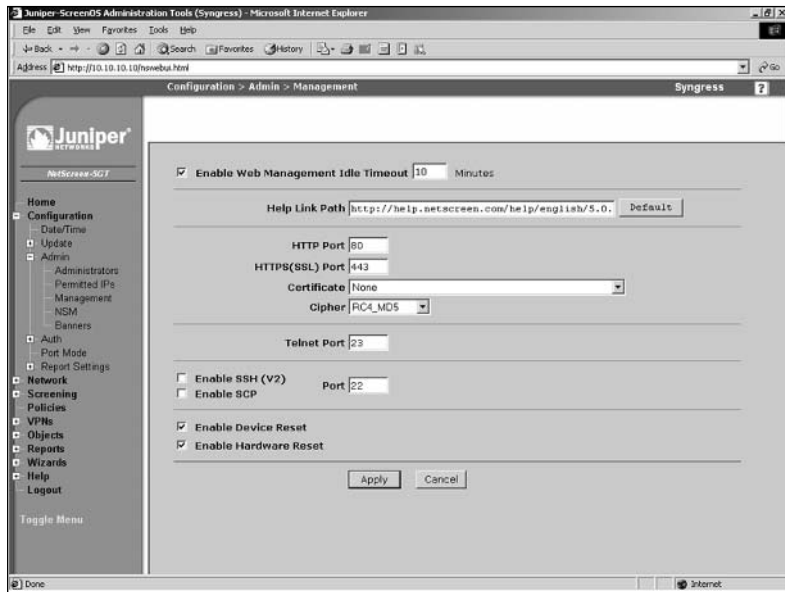 Juniper-ScreenOS Administration Tools (Syngress) - Microsoft Internet Explorer
File Edit View Favorites Tools Help
Back Search Favorites History
Address http://10.10.10.10/nswebui.html Go
Configuration > Admin > Management Syngress ?
Juniper
NETWORKS
NetScreen-5GT
Home
Configuration
Date/Time
Update
Admin
Administrators
Permitted IPs
Management
NSM
Banners
Auth
Port Mode
Report Settings
Network
Screening
Policies
VPNs
Objects
Reports
Wizards
Help
Logout
Toggle Menu
Enable Web Management Idle Timeout 10 Minutes
Help Link Path http://help.netscreen.com/help/english/5.0. Default
HTTP Port 80
HTTPS(SSL) Port 443
Certificate None
Cipher RC4_MD5
Telnet Port 23
Enable SSH (V2)
Port 22
Enable SCP
Enable Device Reset
Enable Hardware Reset
Apply Cancel
Done Internet